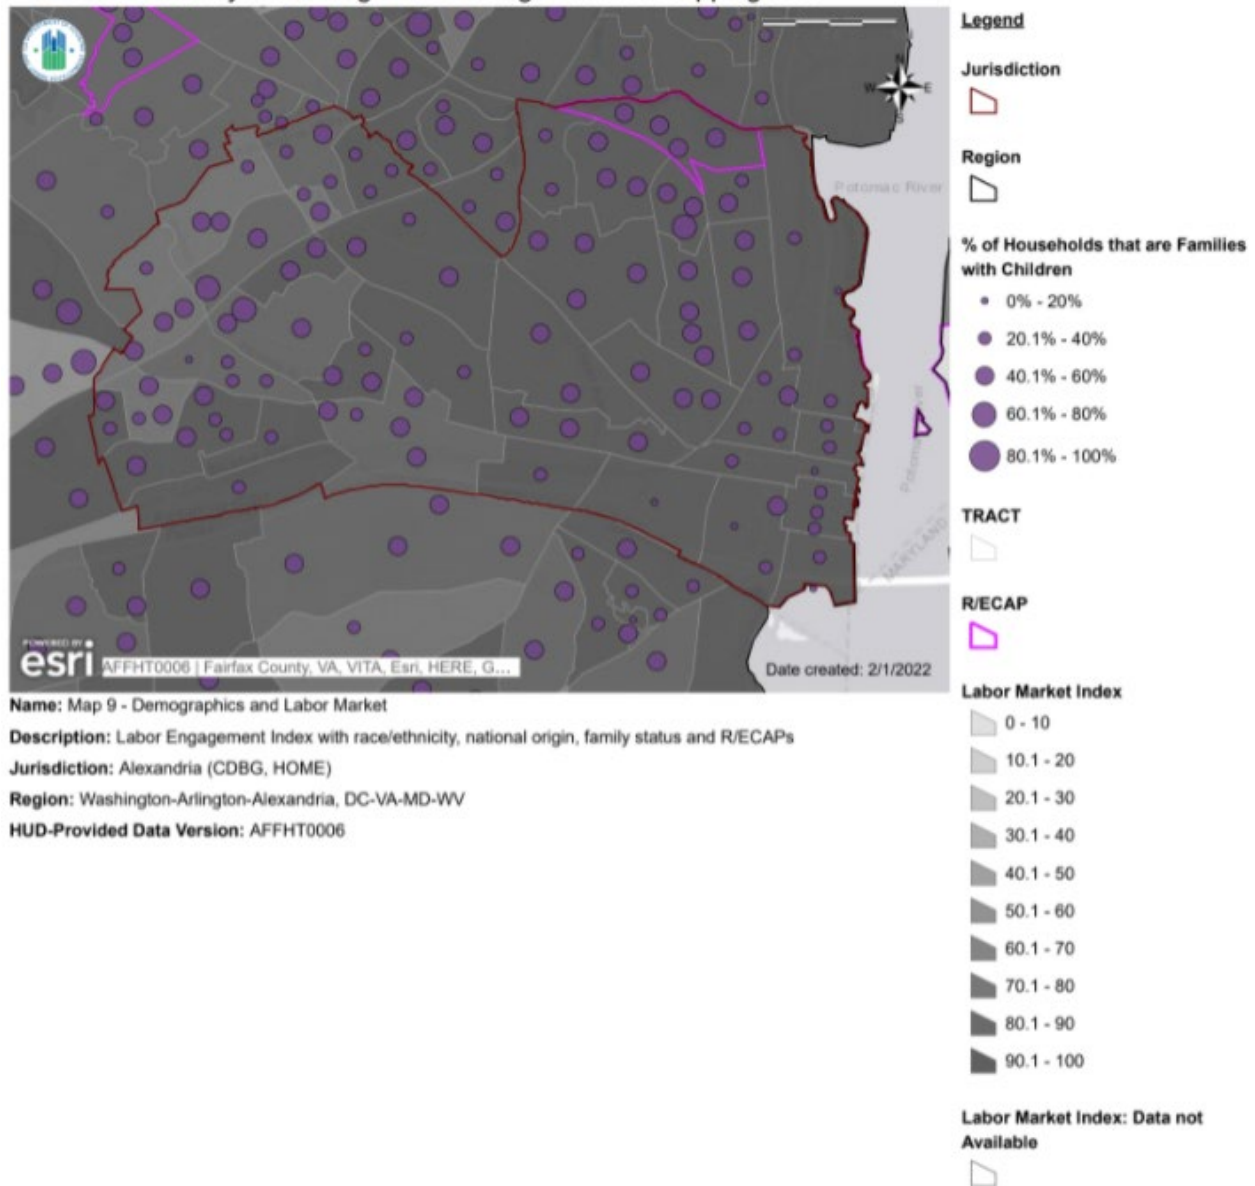 N
W
E
S
Potomac River
MARYLAND
POWERED BY
esri
AFFHT0006 | Fairfax County, VA, VITA, Esri, HERE, G...
Date created: 2/1/2022
Name: Map 9 - Demographics and Labor Market
Description: Labor Engagement Index with race/ethnicity, national origin, family status and R/ECAPs
Jurisdiction: Alexandria (CDBG, HOME)
Region: Washington-Arlington-Alexandria, DC-VA-MD-WV
HUD-Provided Data Version: AFFHT0006
Legend
Jurisdiction
Region
% of Households that are Families
with Children
0% - 20%
20.1% - 40%
40.1% - 60%
60.1% - 80%
80.1% - 100%
TRACT
R/ECAP
Labor Market Index
0 - 10
10.1 - 20
20.1 - 30
30.1 - 40
40.1 - 50
50.1 - 60
60.1 - 70
70.1 - 80
80.1 - 90
90.1 - 100
Labor Market Index: Data not
Available